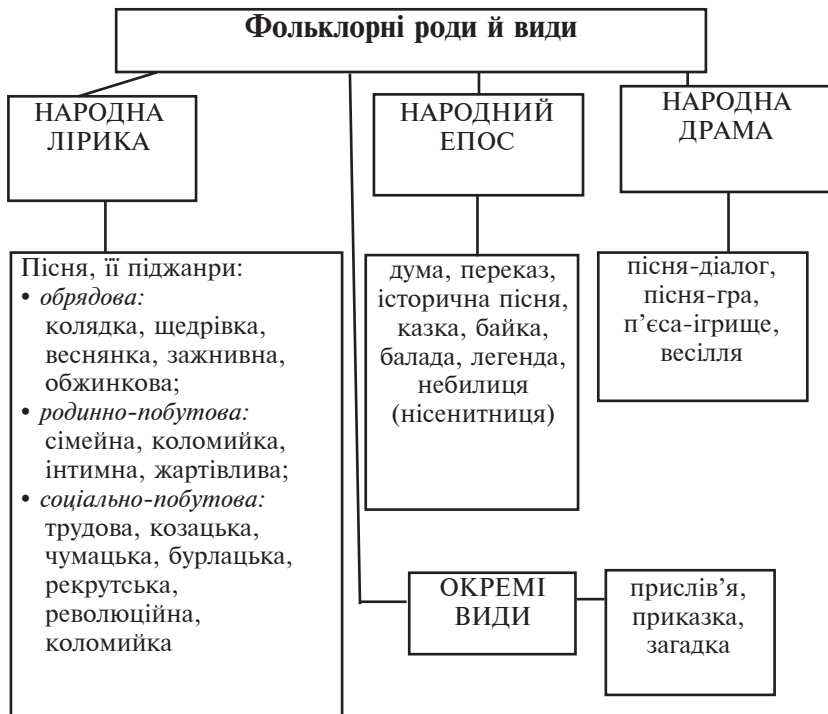 Фольклорні роди й види
НАРОДНА
ЛІРИКА
НАРОДНИЙ
ЕПОС
НАРОДНА
ДРАМА
Пісня, її піджанри:
• обрядова:
колядка, щедрівка,
веснянка, зажнивна,
обжинкова;
• родинно-побутова:
сімейна, коломийка,
інтимна, жартівлива;
• соціально-побутова:
трудова, козацька,
чумацька, бурлацька,
рекрутська,
революційна,
коломийка
дума, переказ,
історична пісня,
казка, байка,
балада, легенда,
небилиця
(нісенитниця)
пісня-діалог,
пісня-гра,
п’єса-ігрище,
весілля
ОКРЕМІ
ВИДИ
прислів’я,
приказка,
загадка